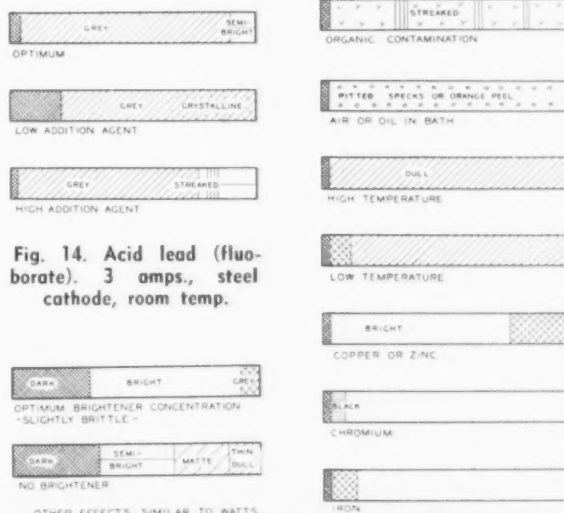 GREY
SEMI-
BRIGHT
OPTIMUM
GREY CRYSTALLINE
LOW ADDITION AGENT
GREY STREAKED
HIGH ADDITION AGENT
Fig. 14. Acid lead (fluo-
borate). 3 amps., steel
cathode, room temp.
DARK BRIGHT GREY
OPTIMUM BRIGHTENER CONCENTRATION
- SLIGHTLY BRITTLE -
DARK SEMI-
BRIGHT MATTE THIN
DULL
NO BRIGHTENER
OTHER EFFECTS SIMILAR TO WATTS
STREAKED
ORGANIC CONTAMINATION
PITTED SPECKS OR ORANGE PEEL
AIR OR OIL IN BATH
DULL
HIGH TEMPERATURE
LOW TEMPERATURE
BRIGHT
COPPER OR ZINC
BLACK
CHROMIUM
IRON